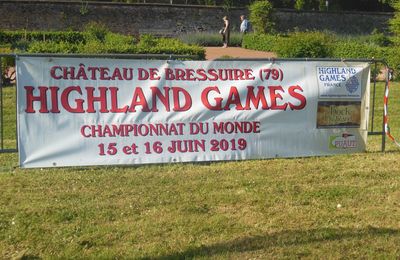 CHÂTEAU DE BRESSUIRE (79)
HIGHLAND GAMES
CHAMPIONNAT DU MONDE
15 et 16 JUIN 2019
HIGHLAND GAMES
FRANCE